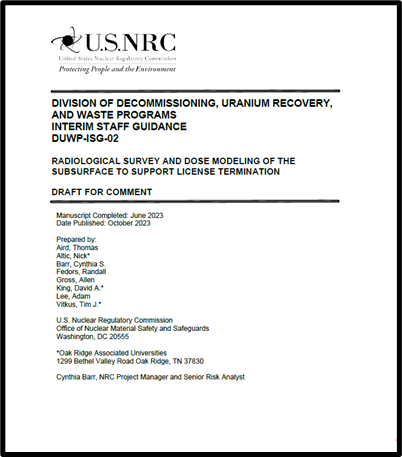 U.S.NRC
United States Nuclear Regulatory Commission
Protecting People and the Environment
DIVISION OF DECOMMISSIONING, URANIUM RECOVERY,
AND WASTE PROGRAMS
INTERIM STAFF GUIDANCE
DUWP-ISG-02
RADIOLOGICAL SURVEY AND DOSE MODELING OF THE
SUBSURFACE TO SUPPORT LICENSE TERMINATION
DRAFT FOR COMMENT
Manuscript Completed: June 2023
Date Published: October 2023
Prepared by:
Aird, Thomas
Altic, Nick*
Barr, Cynthia S.
Fedors, Randall
Gross, Allen
King, David A.*
Lee, Adam
Vitkus, Tim J.*
U.S. Nuclear Regulatory Commission
Office of Nuclear Material Safety and Safeguards
Washington, DC 20555
*Oak Ridge Associated Universities
1299 Bethel Valley Road Oak Ridge, TN 37830
Cynthia Barr, NRC Project Manager and Senior Risk Analyst